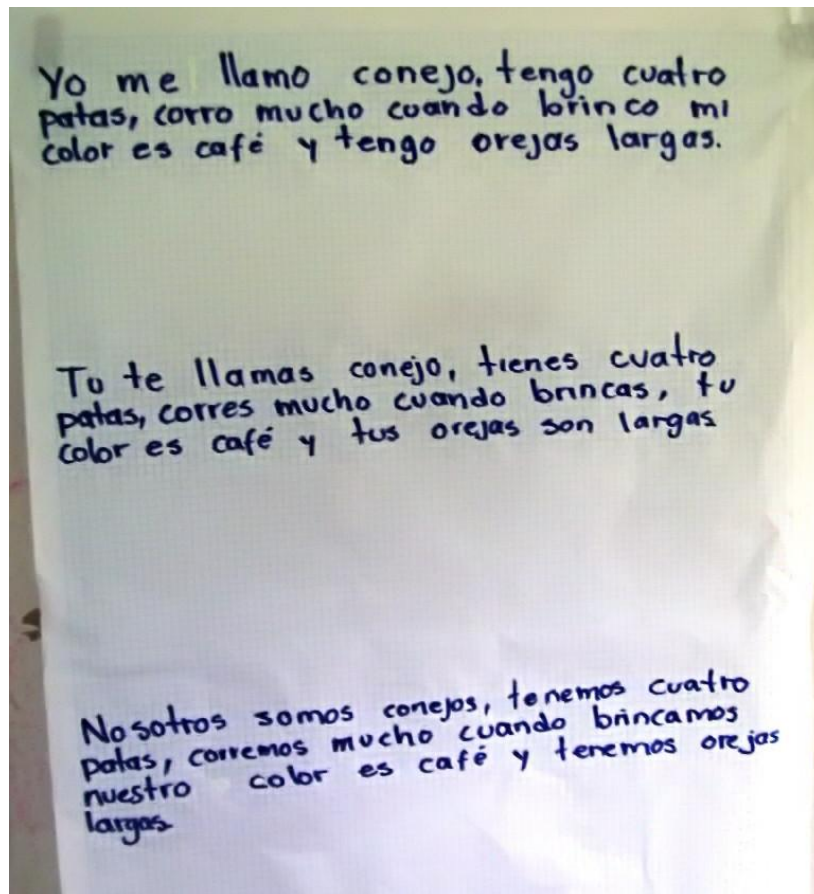 Yo me llamo conejo, tengo cuatro
patas, corro mucho cuando brinco mi
color es café y tengo orejas largas.
Tu te llamas conejo, tienes cuatro
patas, corres mucho cuando brincas, tu
color es café y tus orejas son largas
Nosotros somos conejos, tenemos cuatro
patas, corremos mucho cuando brincamos
nuestro color es café y tenemos orejas
largas